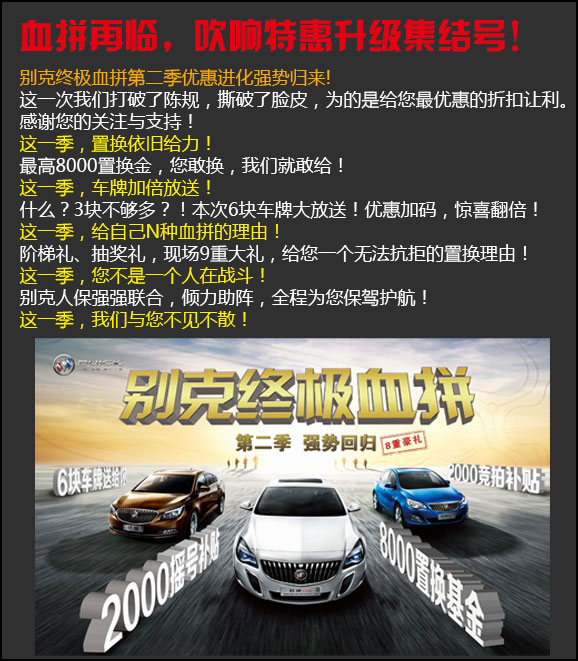 血拼再临，吹响特惠升级集结号！
别克终极血拼第二季优惠进化强势归来!
这一次我们打破了陈规，撕破了脸皮，为的是给您最优惠的折扣让利。
感谢您的关注与支持！
这一季，置换依旧给力！
最高8000置换金，您敢换，我们就敢给！
这一季，车牌加倍放送！
什么？3块不够多？！本次6块车牌大放送！优惠加码，惊喜翻倍！
这一季，给自己N种血拼的理由！
阶梯礼、抽奖礼，现场9重大礼，给您一个无法抗拒的置换理由！
这一季，您不是一个人在战斗！
别克人保强强联合，倾力助阵，全程为您保驾护航！
这一季，我们与您不见不散！
BUICK
别克终极血拼
第二季 强势回归 8重豪礼
6块车牌送给你
2000竞拍补贴
2000摇号补贴
8000置换基金